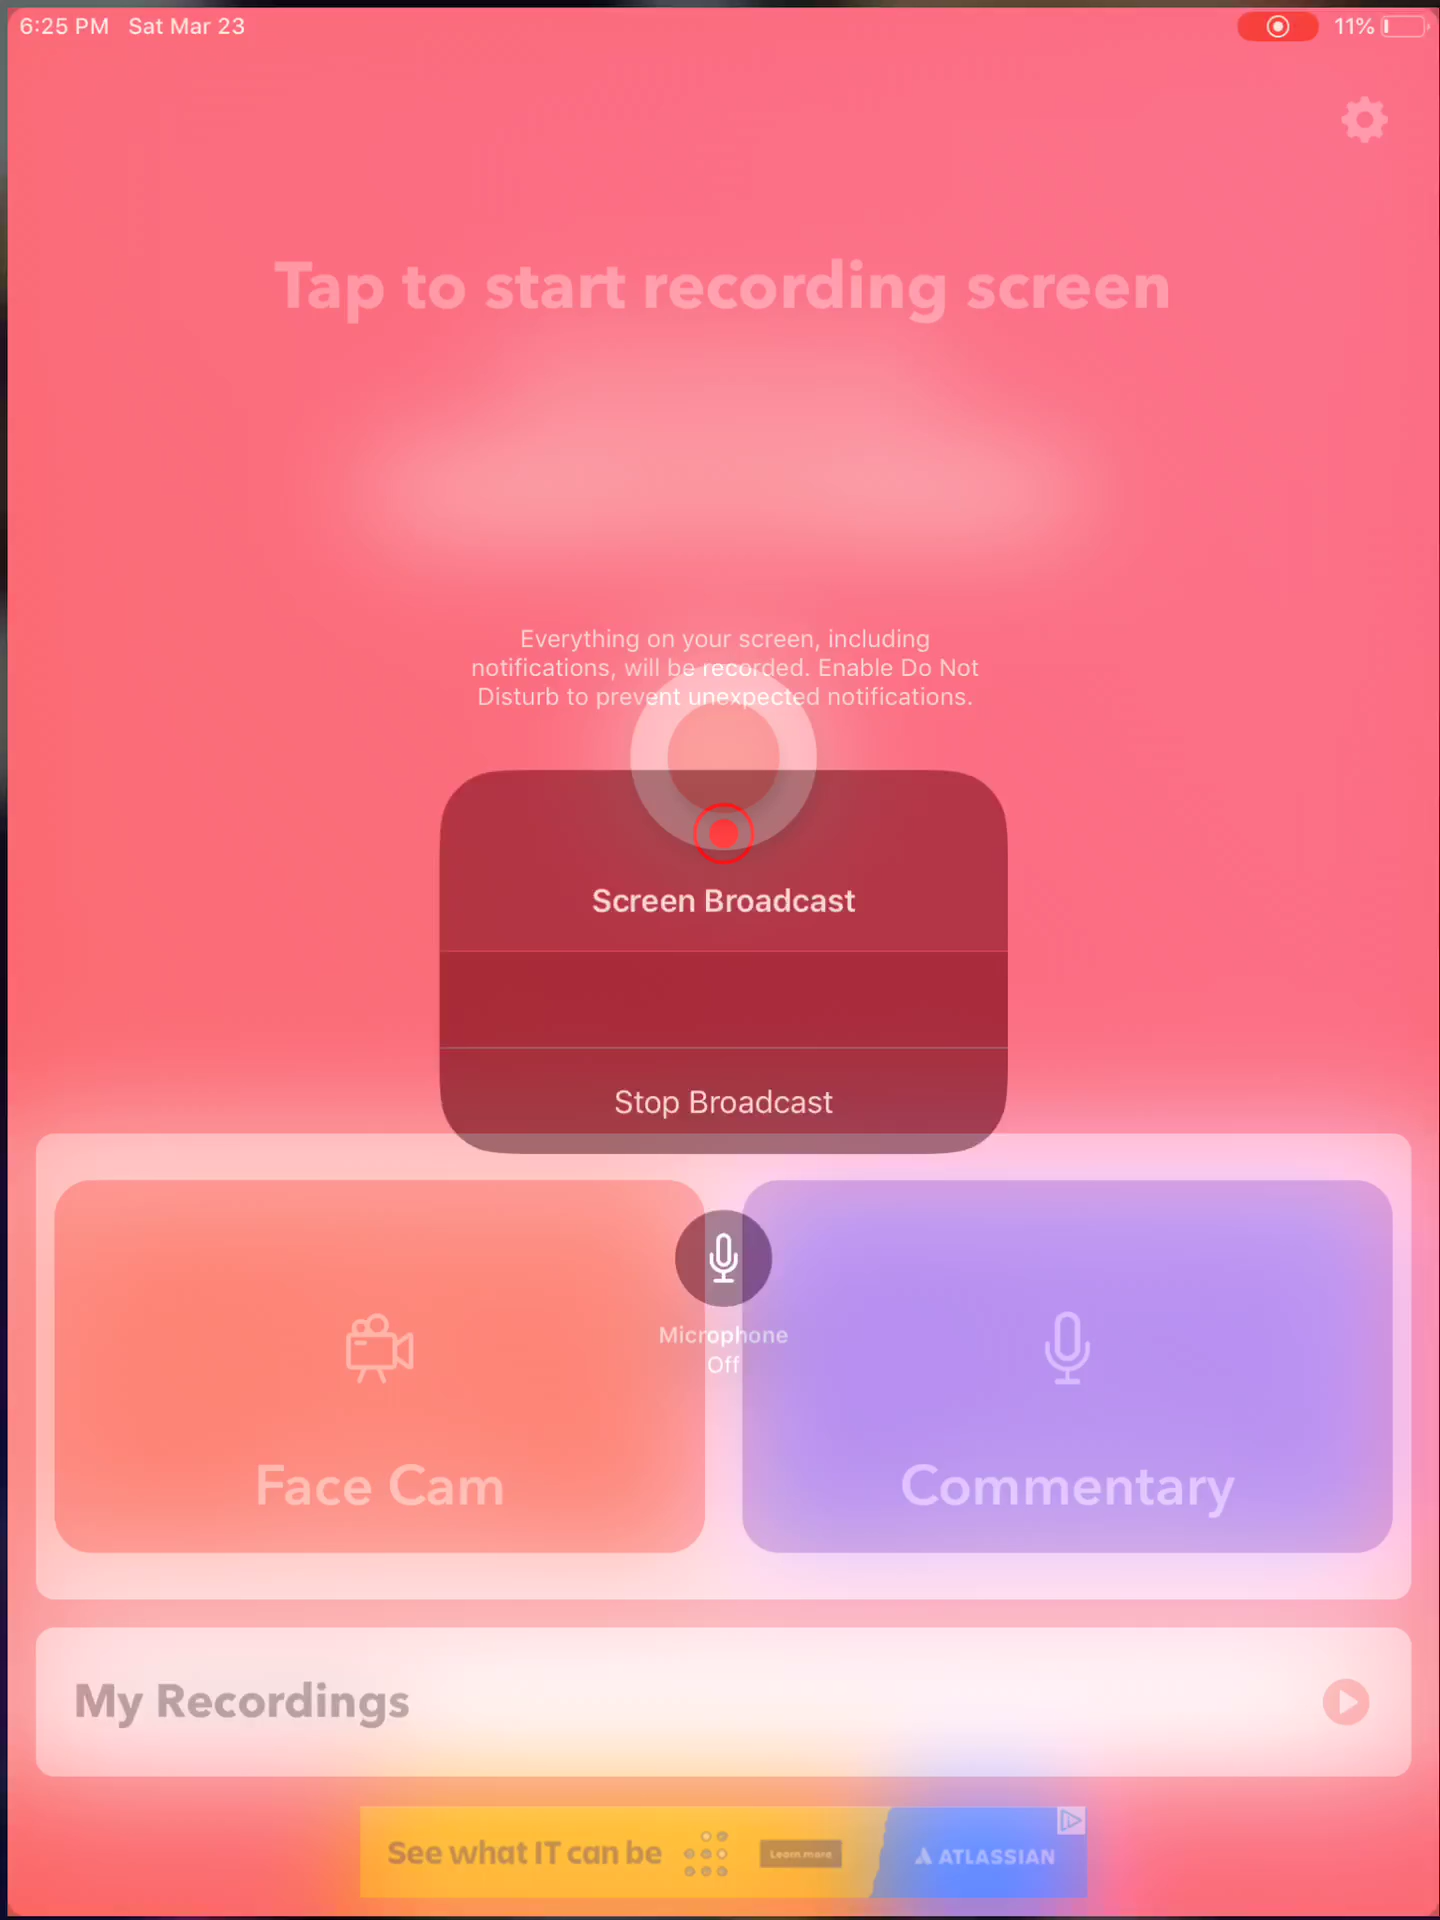 6:25 PM Sat Mar 23
11%
Tap to start recording screen
Everything on your screen, including
notifications, will be recorded. Enable Do Not
Disturb to prevent unexpected notifications.
Screen Broadcast
Stop Broadcast
Microphone
Off
Face Cam
Commentary
My Recordings
See what IT can be
Learn more
ATLASSIAN